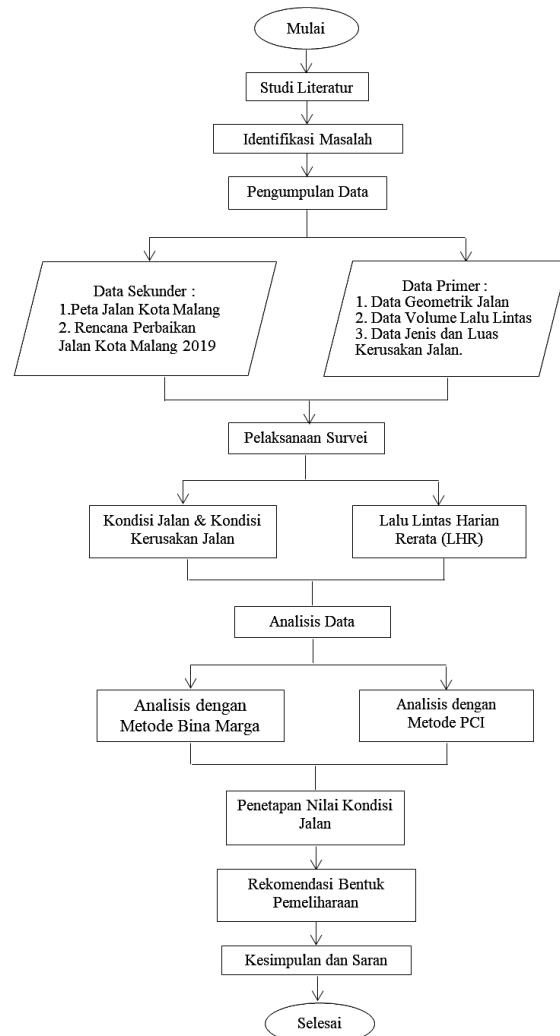 Mulai
Studi Literatur
Identifikasi Masalah
Pengumpulan Data
Data Sekunder :
1.Peta Jalan Kota Malang
2. Rencana Perbaikan
Jalan Kota Malang 2019
Data Primer :
1. Data Geometrik Jalan
2. Data Volume Lalu Lintas
3. Data Jenis dan Luas
Kerusakan Jalan.
Pelaksanaan Survei
Kondisi Jalan & Kondisi
Kerusakan Jalan
Lalu Lintas Harian
Rerata (LHR)
Analisis Data
Analisis dengan
Metode Bina Marga
Analisis dengan
Metode PCI
Penetapan Nilai Kondisi
Jalan
Rekomendasi Bentuk
Pemeliharaan
Kesimpulan dan Saran
Selesai